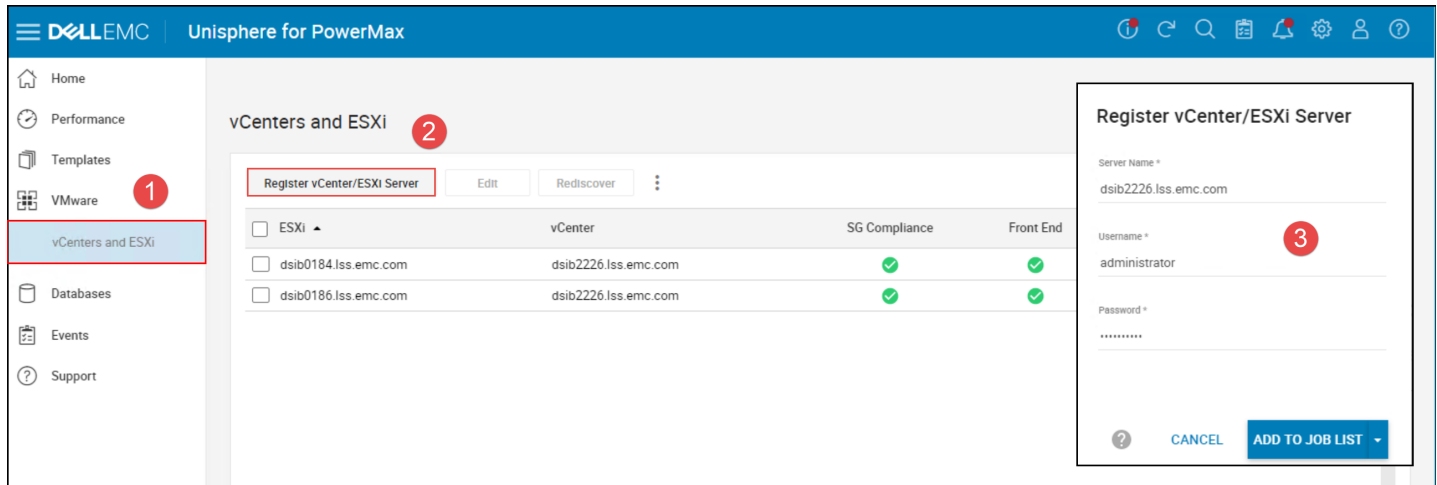 DELLEMC Unisphere for PowerMax
Home
Performance
Templates
VMware
1
vCenters and ESXi
Databases
Events
Support
vCenters and ESXi
2
Register vCenter/ESXi Server Edit Rediscover
ESXi vCenter SG Compliance Front End
dsib0184.lss.emc.com dsib2226.lss.emc.com
dsib0186.lss.emc.com dsib2226.lss.emc.com
Register vCenter/ESXi Server
Server Name *
dsib2226.lss.emc.com
Username *
3
administrator
Password *
••••••••••
CANCEL ADD TO JOB LIST